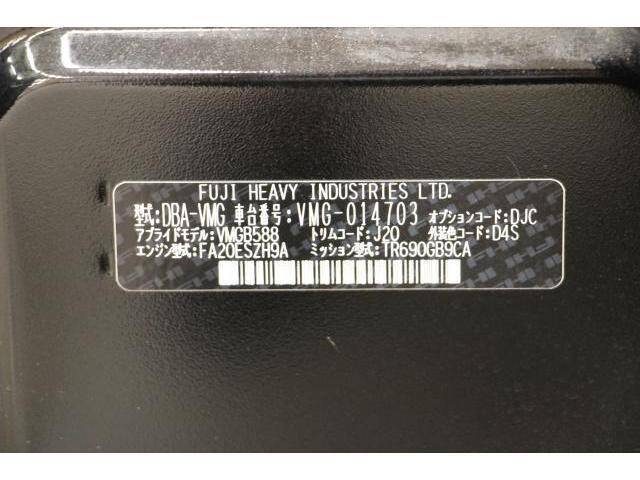 FUJI HEAVY INDUSTRIES LTD.
型式:DBA-VMG 車台番号:VMG-014703 オプションコード:DJC
アプライドモデル:VMGB588 トリムコード:J20 外装色コード:D4S
エンジン型式:FA20ESZH9A ミッション型式:TR690GB9CA